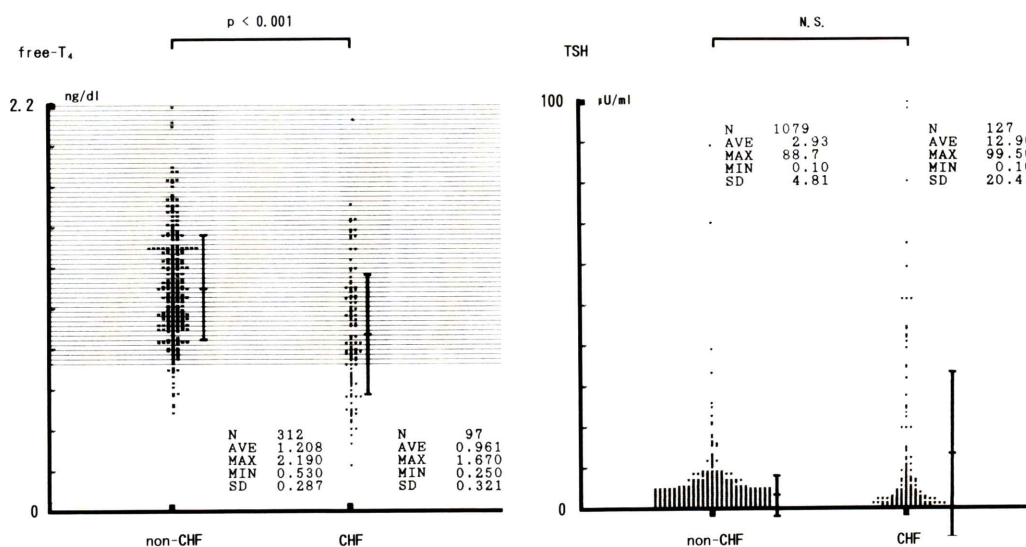 p < 0.001
free-T₄
2.2
ng/dl
N 312
AVE 1.208
MAX 2.190
MIN 0.530
SD 0.287
N 97
AVE 0.961
MAX 1.670
MIN 0.250
SD 0.321
0
non-CHF CHF
N.S.
TSH
100
μU/ml
N 1079
AVE 2.93
MAX 88.7
MIN 0.10
SD 4.81
N 127
AVE 12.90
MAX 99.50
MIN 0.10
SD 20.4
0
non-CHF CHF